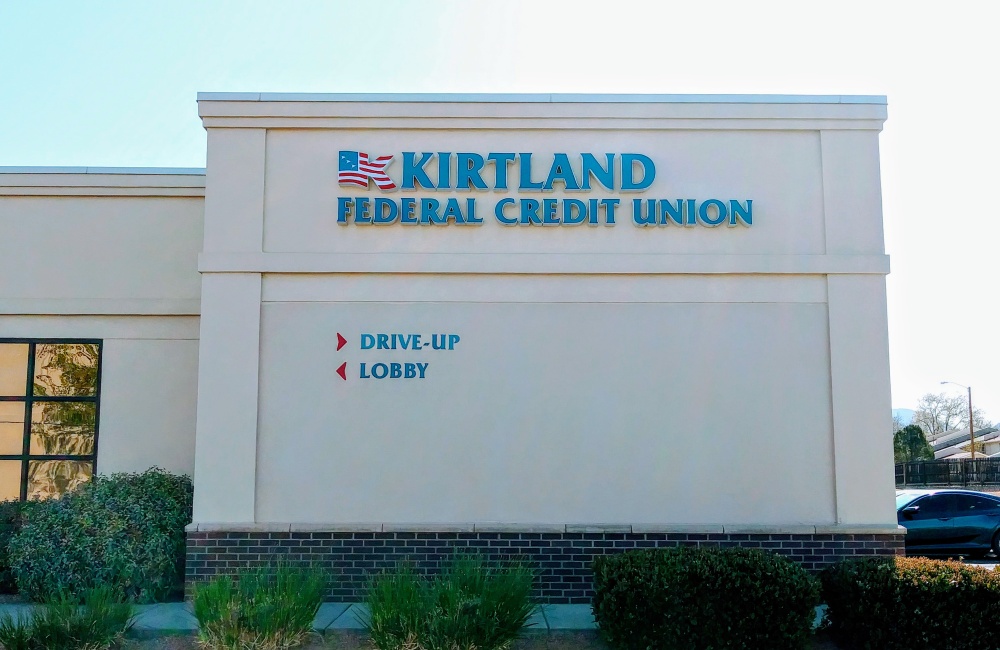 KIRTLAND
FEDERAL CREDIT UNION
DRIVE-UP
LOBBY